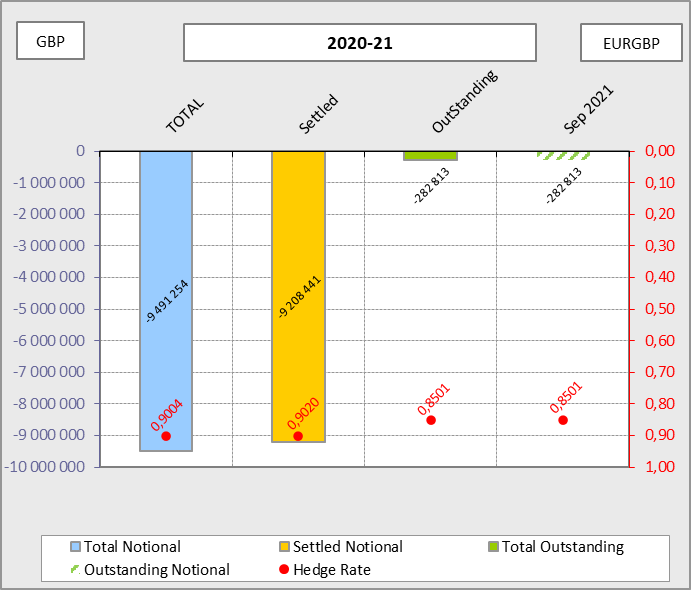 GBP
2020-21
EURGBP
TOTAL
Settled
OutStanding
Sep 2021
0
-1 000 000
-2 000 000
-3 000 000
-4 000 000
-5 000 000
-6 000 000
-7 000 000
-8 000 000
-9 000 000
-10 000 000
-9 491 254
-9 208 441
-282 813
-282 813
0,9004
0,9020
0,8501
0,8501
0,00
0,10
0,20
0,30
0,40
0,50
0,60
0,70
0,80
0,90
1,00
Total Notional
Settled Notional
Total Outstanding
Outstanding Notional
Hedge Rate